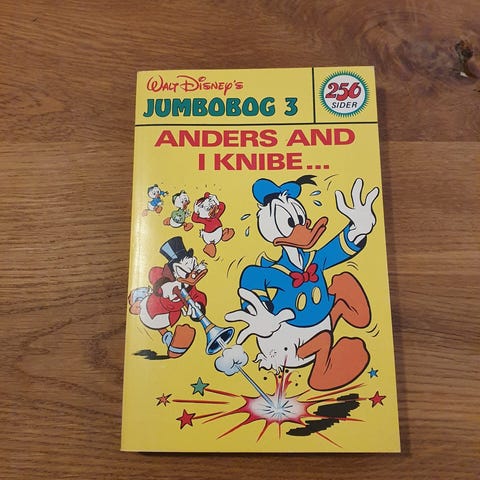 Walt Disney's
JUMBOBOG 3
256
SIDER
ANDERS AND
I KNIBE...